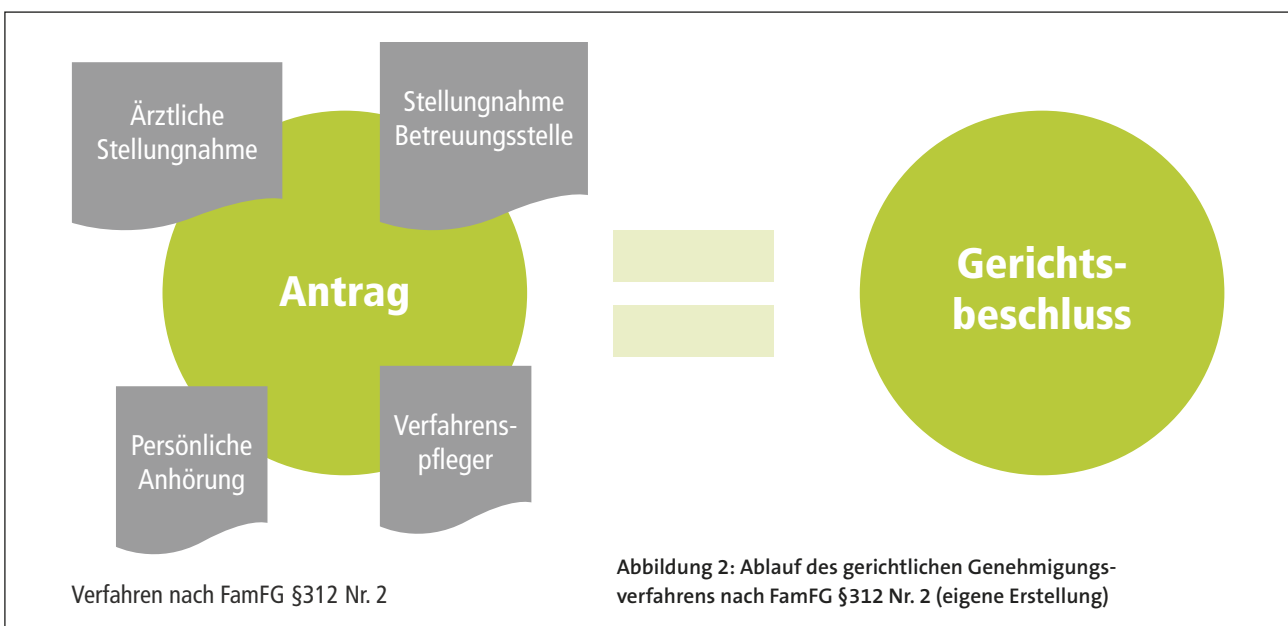 Ärztliche
Stellungnahme
Stellungnahme
Betreuungsstelle
Antrag
Gerichts-
beschluss
Persönliche
Anhörung
Verfahrens-
pfleger
Verfahren nach FamFG §312 Nr. 2
Abbildung 2: Ablauf des gerichtlichen Genehmigungs-
verfahrens nach FamFG §312 Nr. 2 (eigene Erstellung)